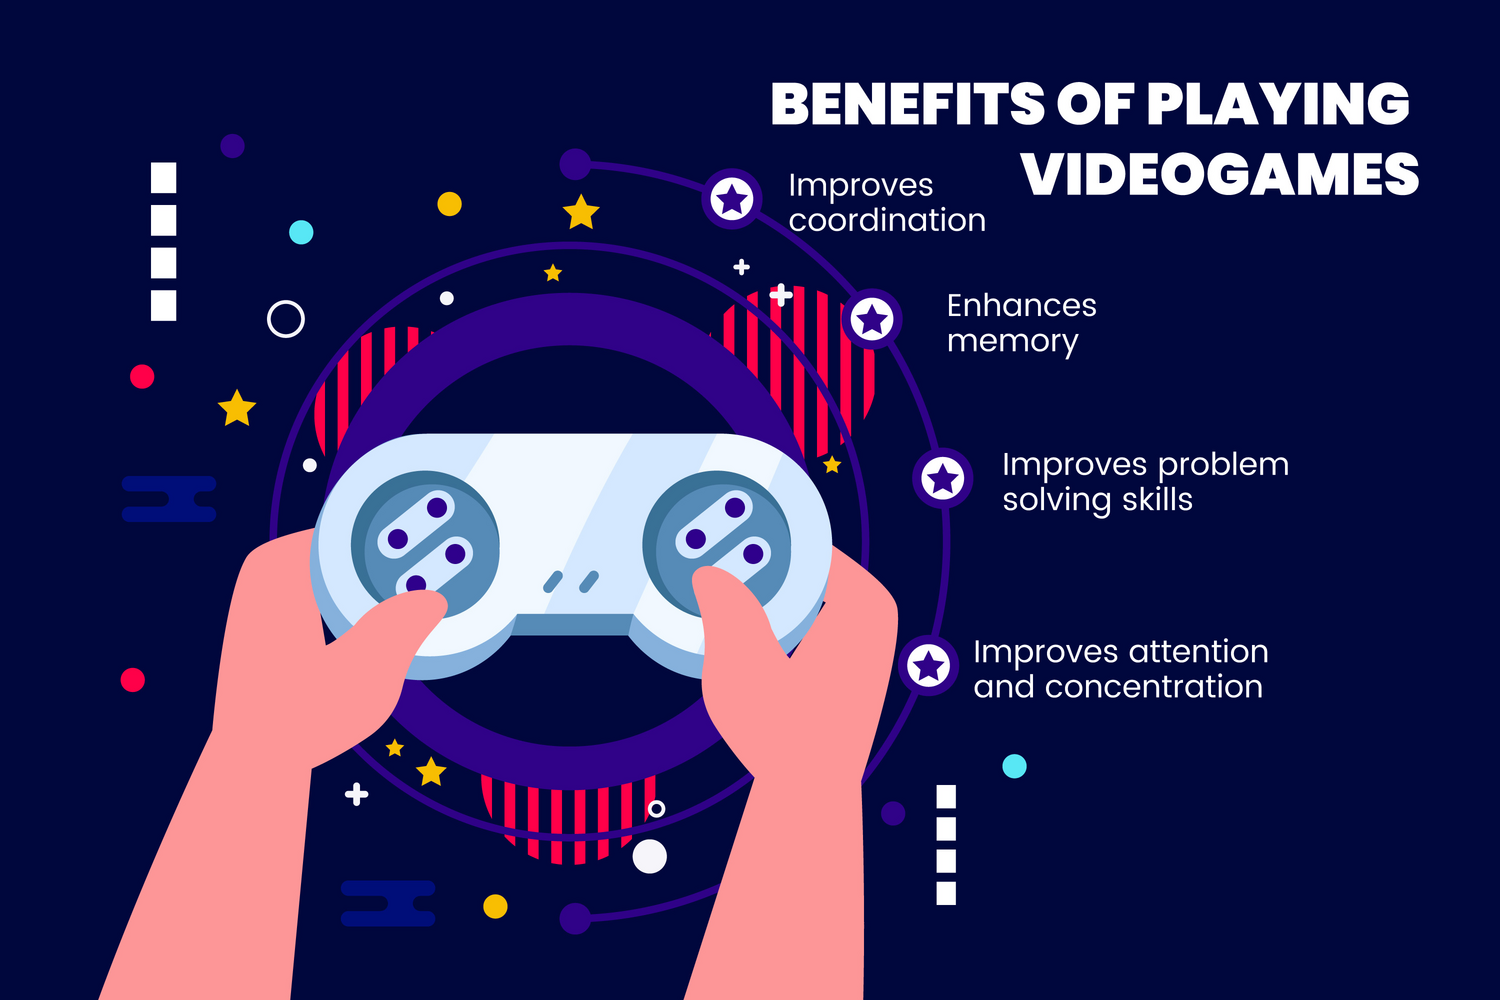 BENEFITS OF PLAYING
VIDEOGAMES
Improves
coordination
Enhances
memory
Improves problem
solving skills
Improves attention
and concentration